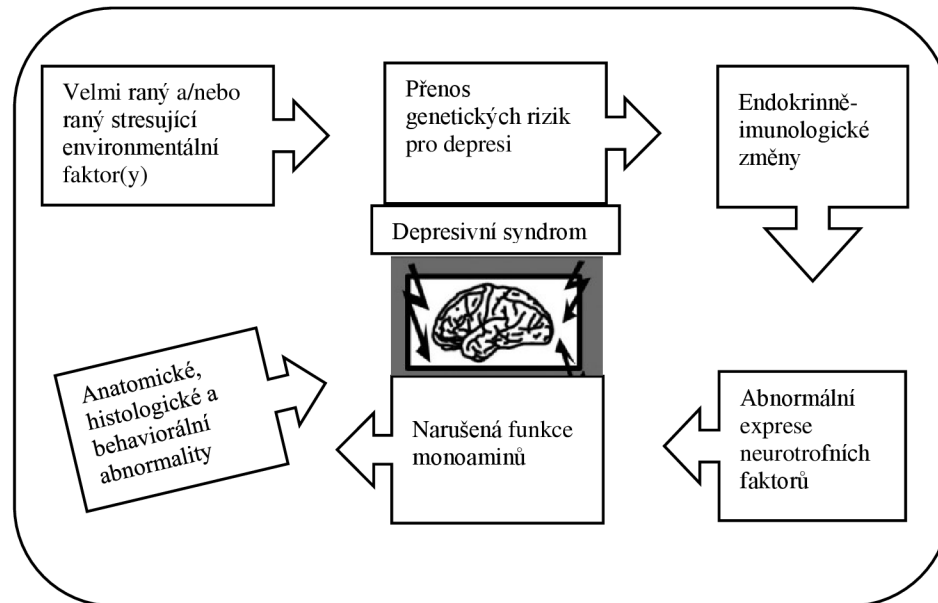 Velmi raný a/nebo
raný stresující
environmentální
faktor(y)
Přenos
genetických rizik
pro depresi
Endokrinně-
imunologické
změny
Depresivní syndrom
Anatomické,
histologické a
behaviorální
abnormality
Narušená funkce
monoaminů
Abnormální
exprese
neurotrofních
faktorů